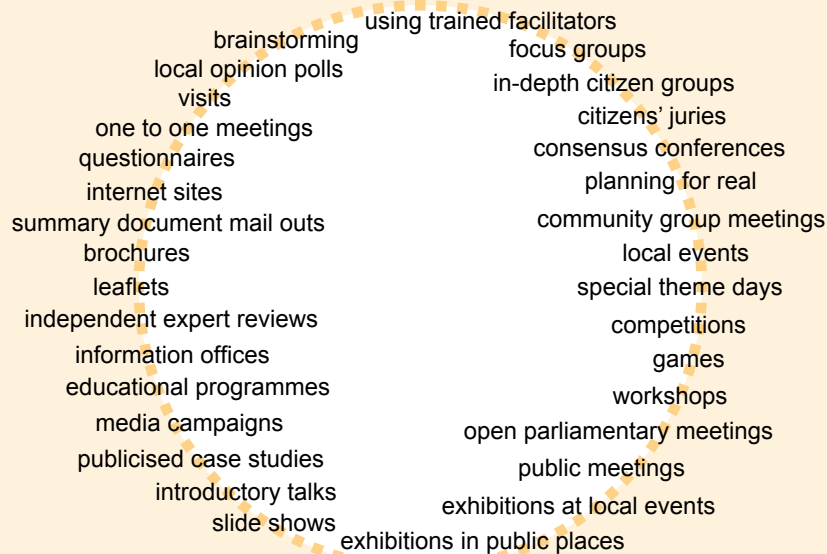 using trained facilitators
brainstorming
focus groups
local opinion polls
in-depth citizen groups
visits
citizens' juries
one to one meetings
consensus conferences
questionnaires
planning for real
internet sites
community group meetings
summary document mail outs
local events
brochures
special theme days
leaflets
independent expert reviews
competitions
information offices
games
educational programmes
workshops
media campaigns
open parliamentary meetings
publicised case studies
public meetings
introductory talks
exhibitions at local events
slide shows
exhibitions in public places